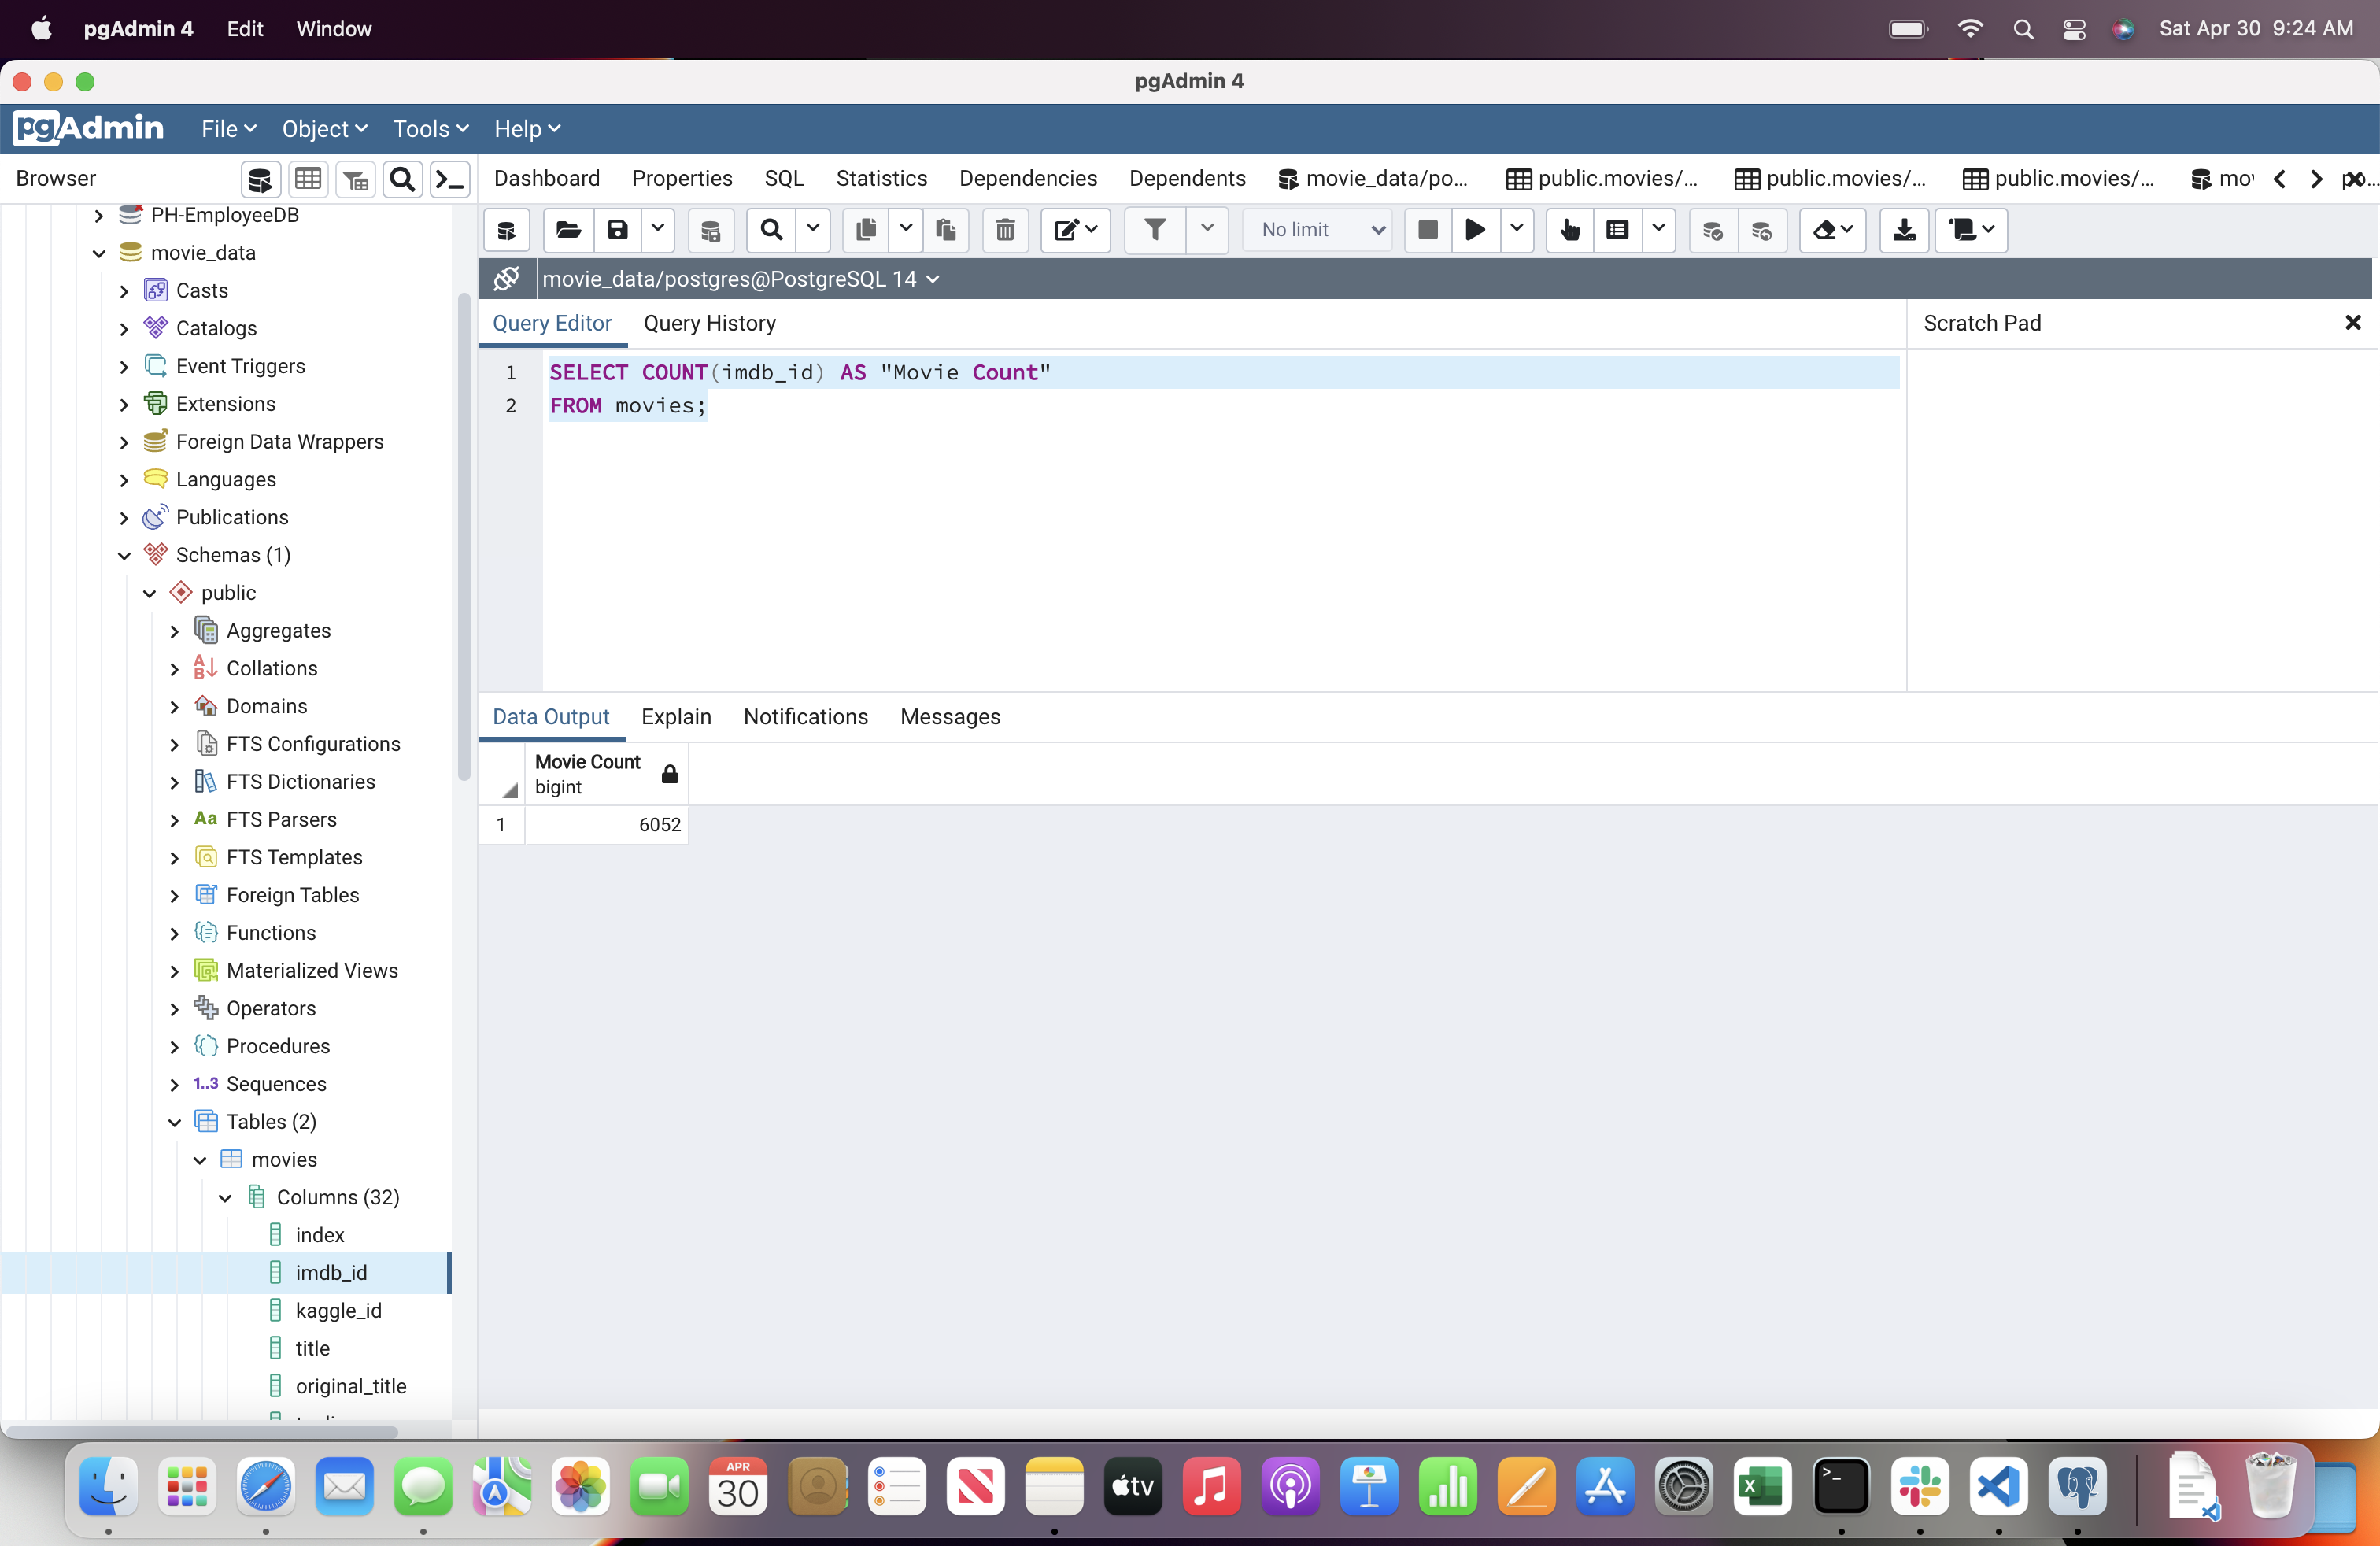 pgAdmin 4 Edit Window Sat Apr 30 9:24 AM
pgAdmin 4
pgAdmin File Object Tools Help
Browser
Dashboard Properties SQL Statistics Dependencies Dependents movie_data/po... public.movies/... public.movies/... public.movies/...
No limit
movie_data/postgres@PostgreSQL 14
Query Editor Query History
Scratch Pad
1 SELECT COUNT(imdb_id) AS "Movie Count"
2 FROM movies;
Data Output Explain Notifications Messages
Movie Count
bigint
1 6052
PH-EmployeeDB
movie_data
Casts
Catalogs
Event Triggers
Extensions
Foreign Data Wrappers
Languages
Publications
Schemas (1)
public
Aggregates
Collations
Domains
FTS Configurations
FTS Dictionaries
Aa FTS Parsers
FTS Templates
Foreign Tables
Functions
Materialized Views
Operators
Procedures
1..3 Sequences
Tables (2)
movies
Columns (32)
index
imdb_id
kaggle_id
title
original_title
APR
30
tv